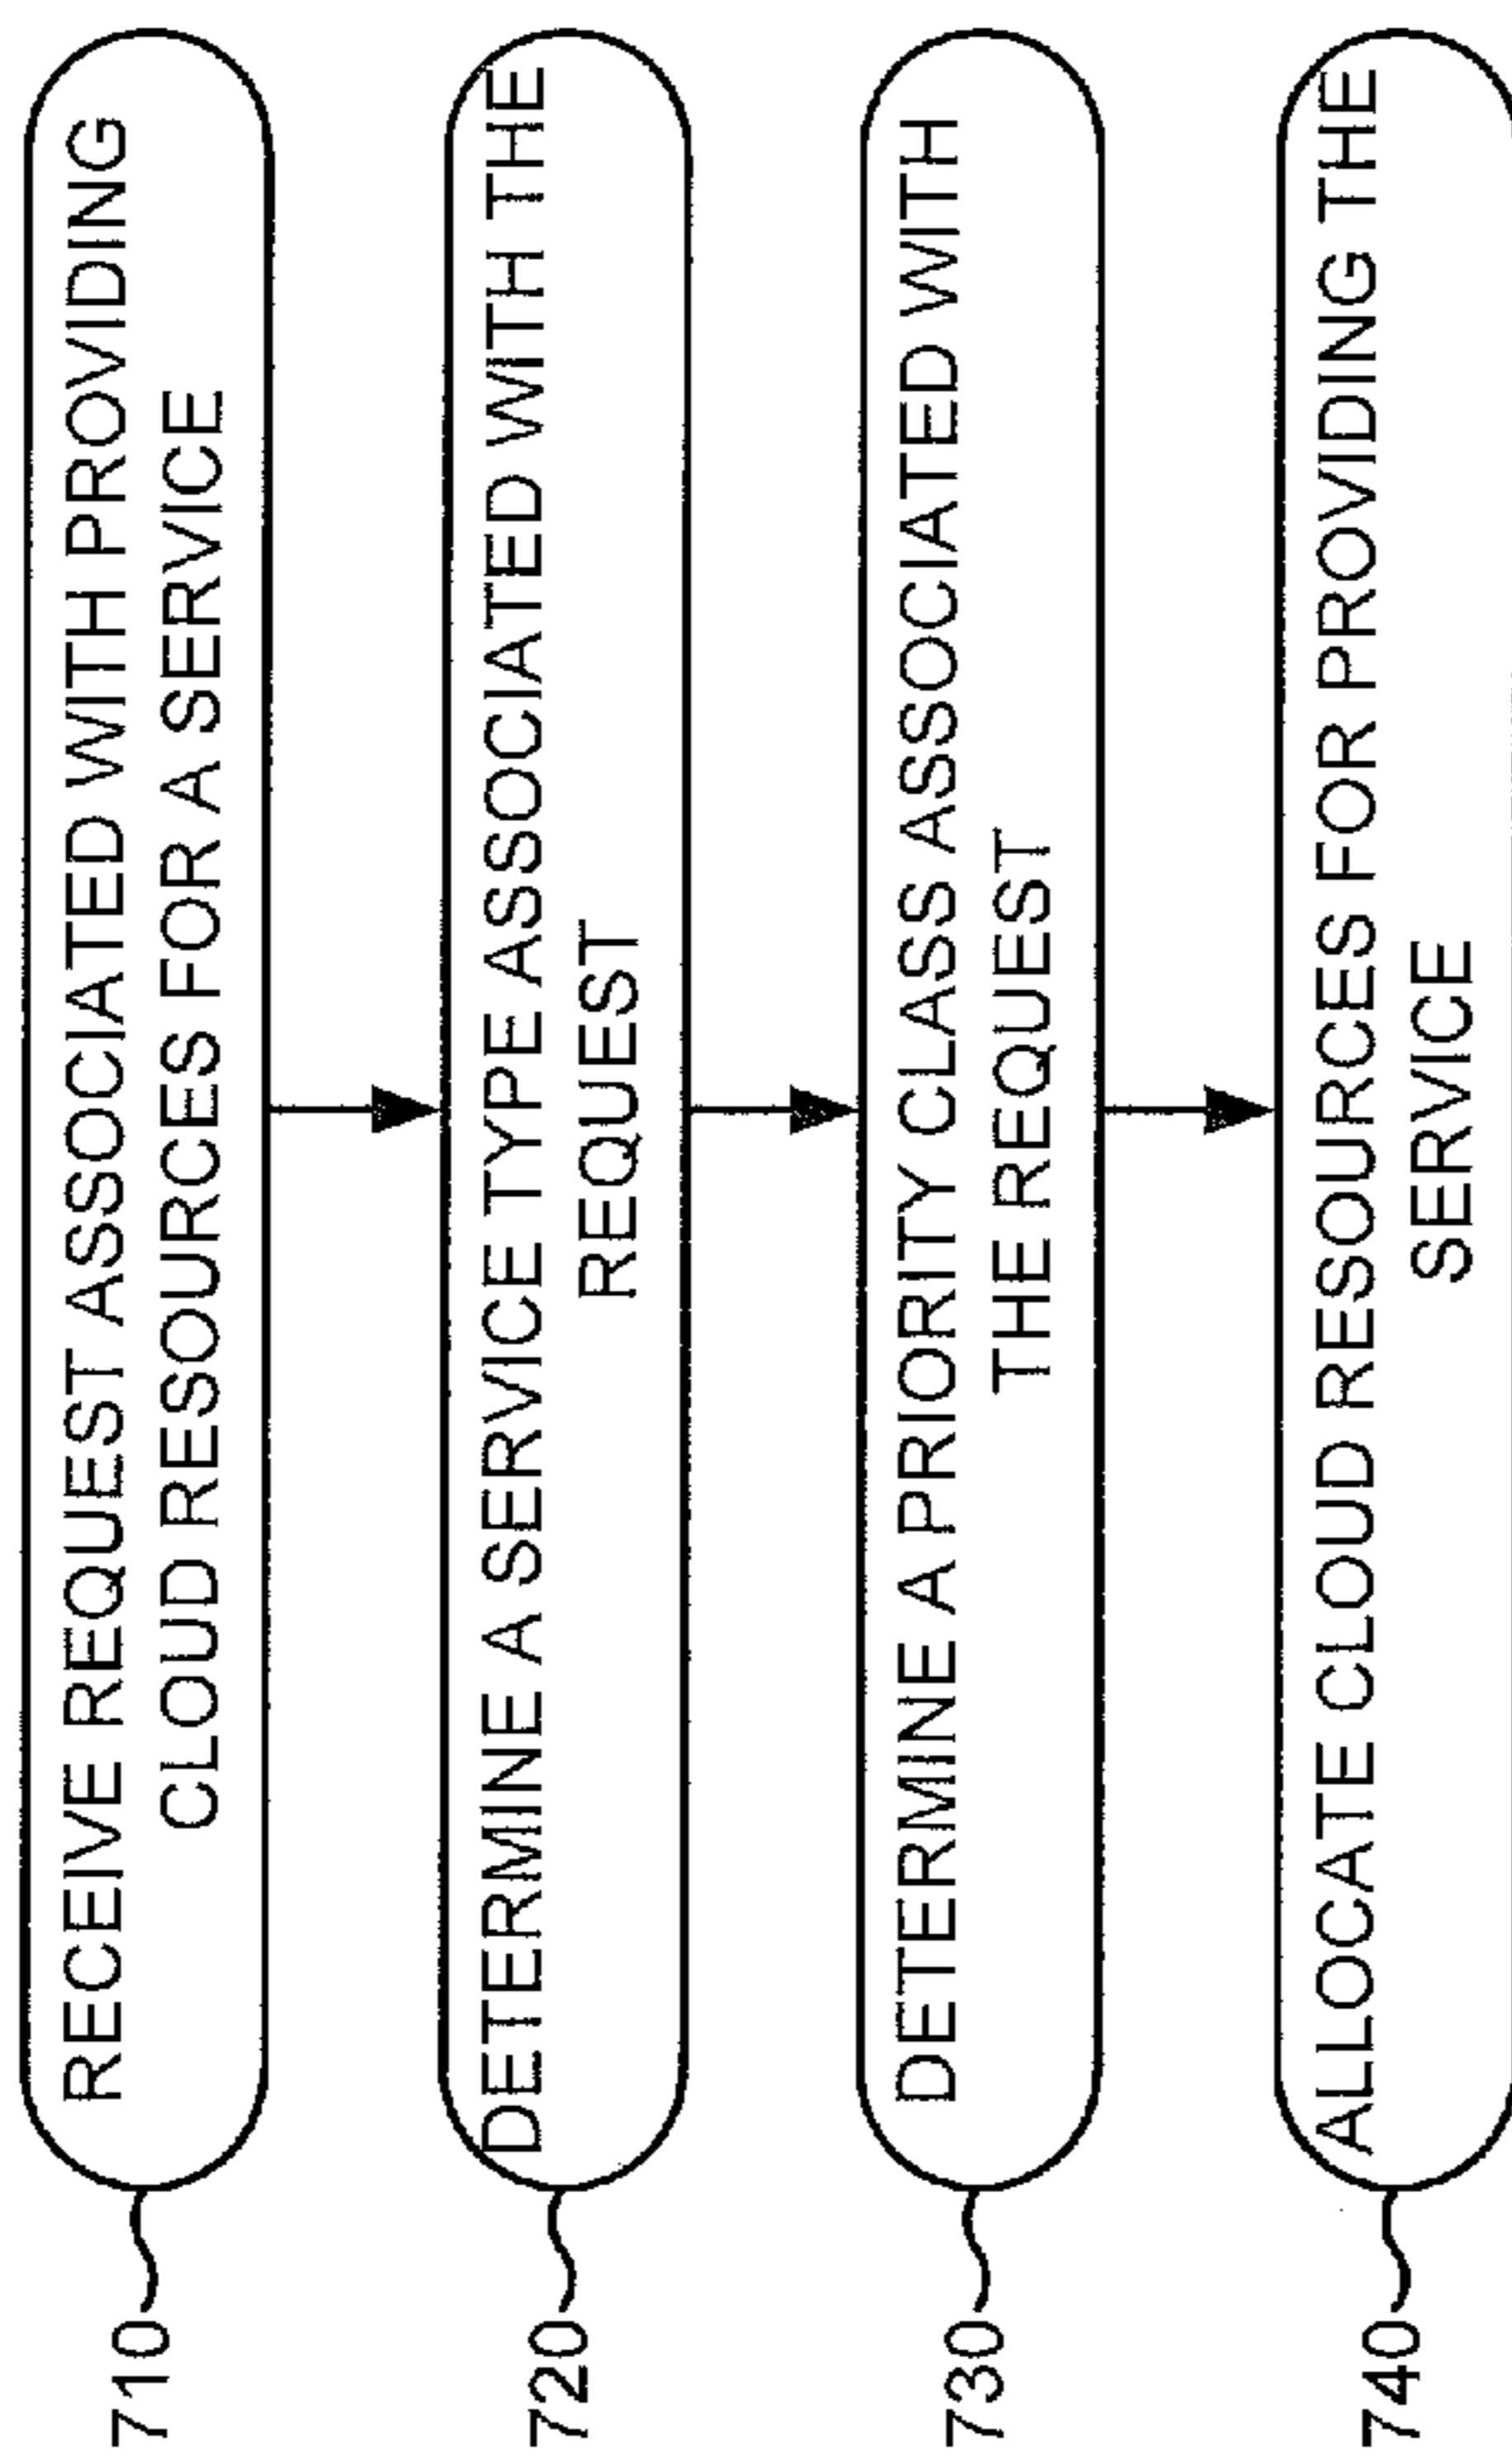 710
RECEIVE REQUEST ASSOCIATED WITH PROVIDING
CLOUD RESOURCES FOR A SERVICE
720
DETERMINE A SERVICE TYPE ASSOCIATED WITH THE
REQUEST
730
DETERMINE A PRIORITY CLASS ASSOCIATED WITH
THE REQUEST
740
ALLOCATE CLOUD RESOURCES FOR PROVIDING THE
SERVICE